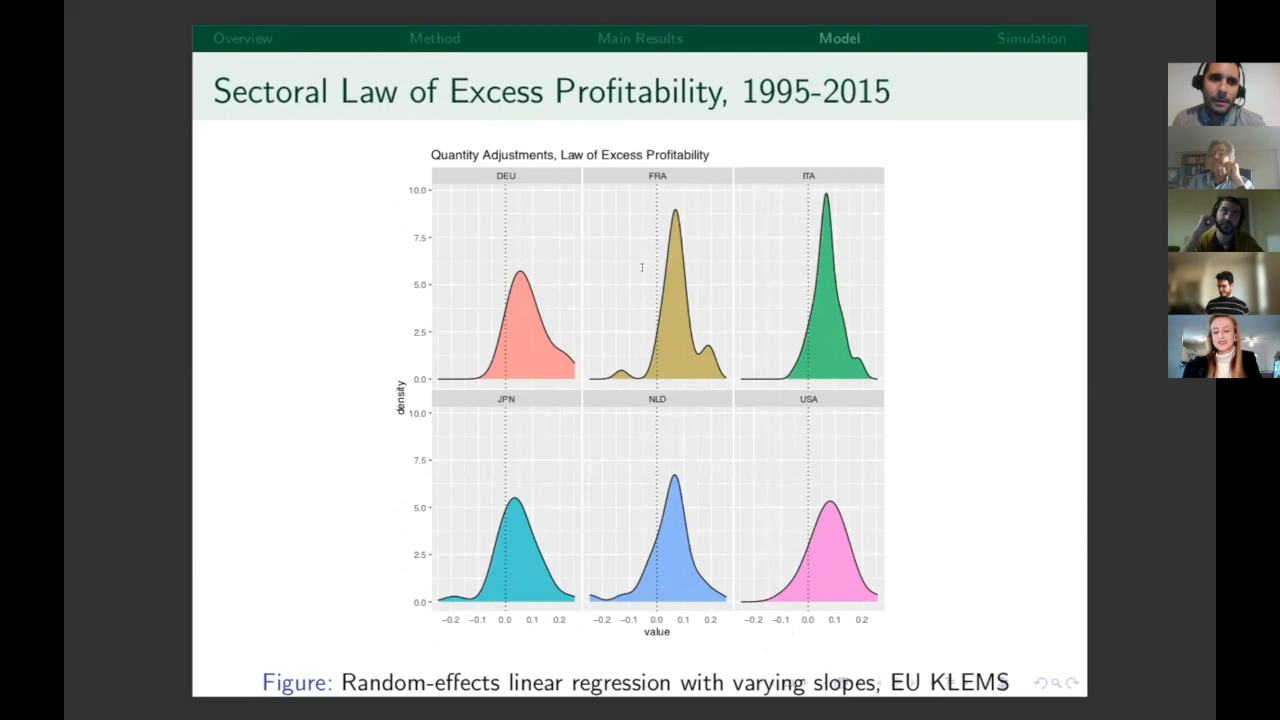 Overview Method Main Results Model Simulation
Sectoral Law of Excess Profitability, 1995-2015
Quantity Adjustments, Law of Excess Profitability
DEU FRA ITA
10.0
7.5
5.0
2.5
0.0
density
JPN NLD USA
10.0
7.5
5.0
2.5
0.0
−0.2 −0.1 0.0 0.1 0.2 −0.2 −0.1 0.0 0.1 0.2 −0.2 −0.1 0.0 0.1 0.2
value
Figure: Random-effects linear regression with varying slopes, EU KLEMS